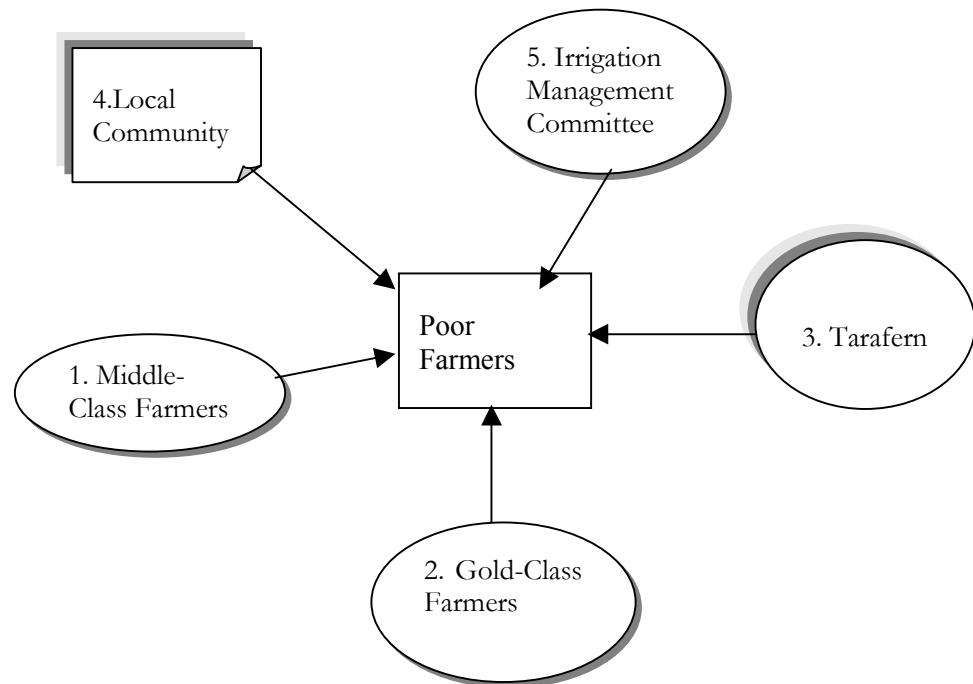 4.Local
Community
5. Irrigation
Management
Committee
Poor
Farmers
3. Tarafern
1. Middle-
Class Farmers
2. Gold-Class
Farmers